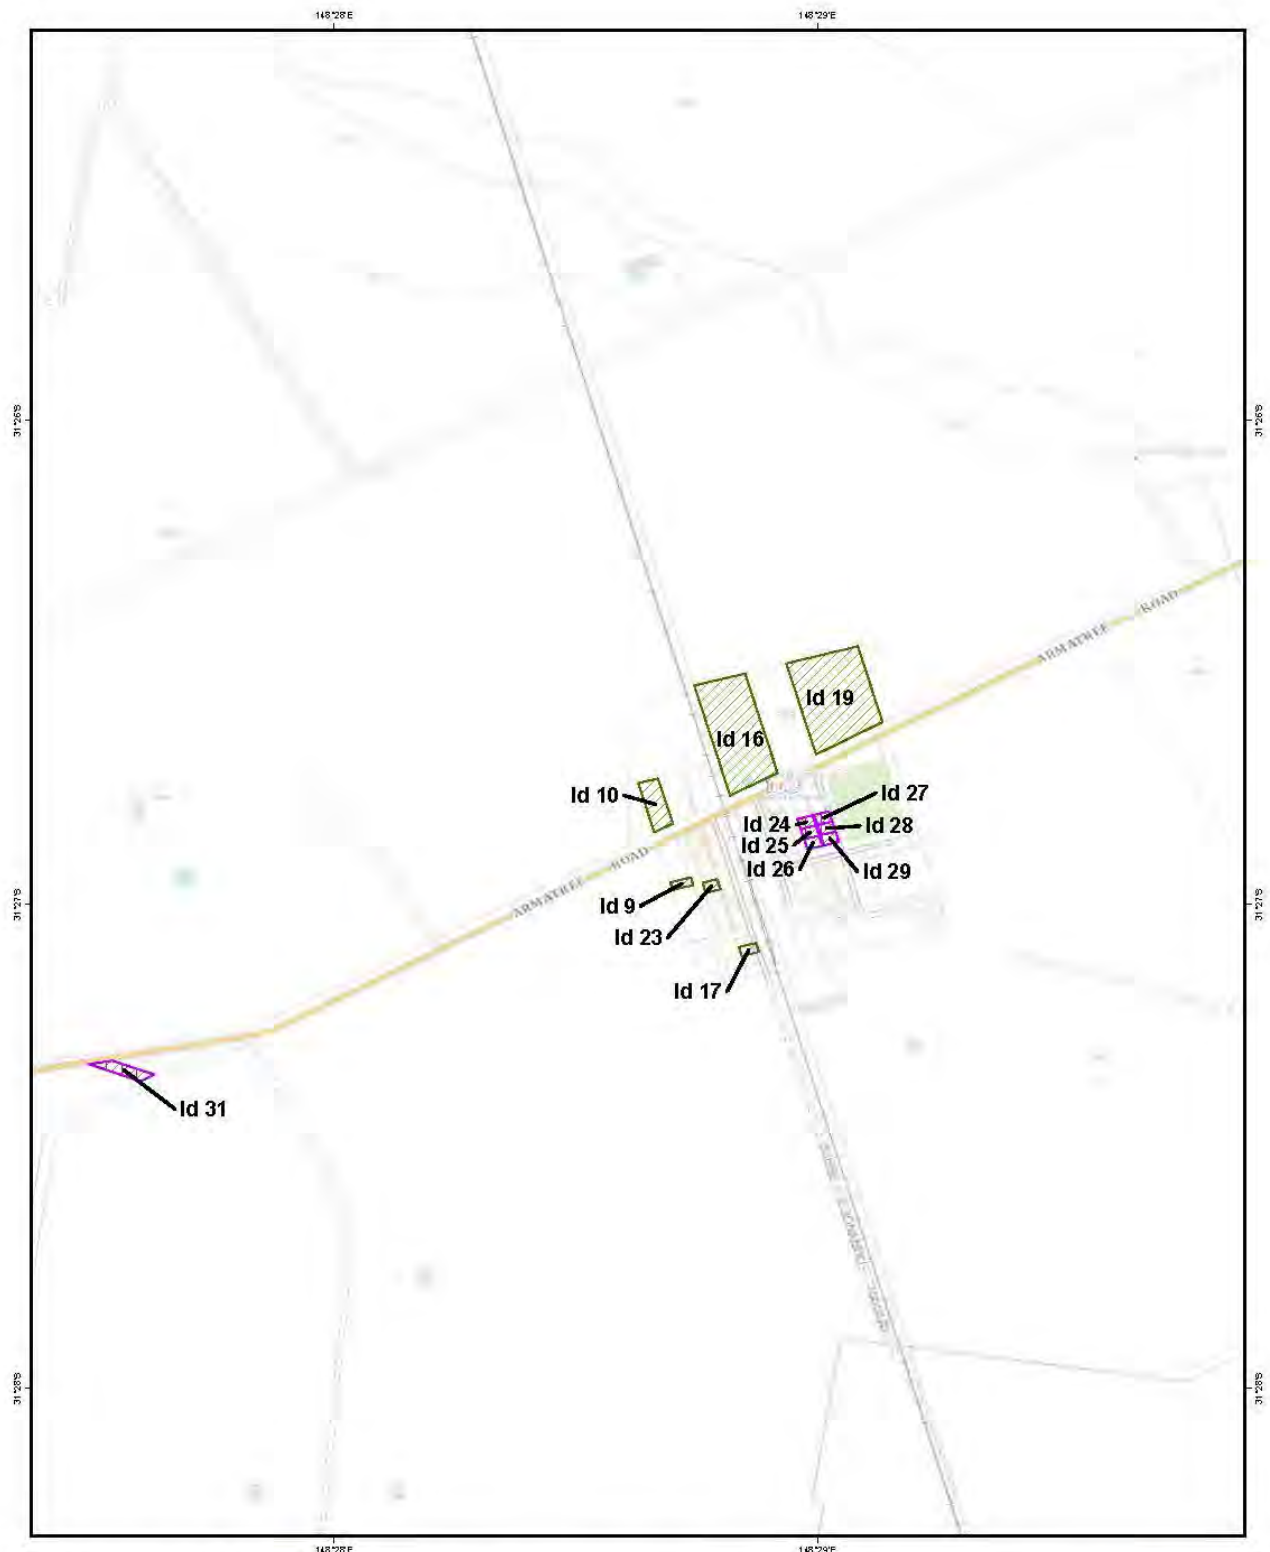 148°28'E
148°29'E
31°26'S
31°26'S
ARMATREE ROAD
Id 19
Id 16
Id 10
Id 27
Id 24
Id 28
Id 25
Id 26
Id 29
ARMATREE ROAD
Id 9
31°27'S
31°27'S
Id 23
Id 17
Id 31
31°28'S
31°28'S
148°28'E
148°29'E